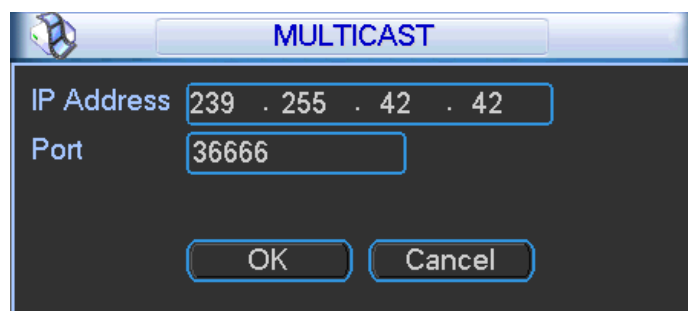 MULTICAST
IP Address 239 . 255 . 42 . 42
Port 36666
OK Cancel